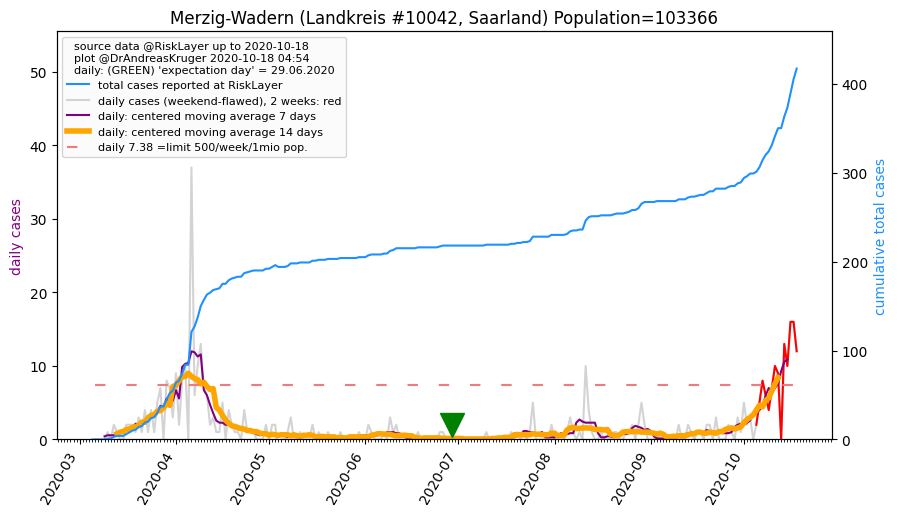 Merzig-Wadern (Landkreis #10042, Saarland) Population=103366
source data @RiskLayer up to 2020-10-18
plot @DrAndreasKruger 2020-10-18 04:54
daily: (GREEN) 'expectation day' = 29.06.2020
total cases reported at RiskLayer
daily cases (weekend-flawed), 2 weeks: red
daily: centered moving average 7 days
daily: centered moving average 14 days
daily 7.38 =limit 500/week/1mio pop.
daily cases
50
40
30
20
10
0
cumulative total cases
400
300
200
100
0
2020-03
2020-04
2020-05
2020-06
2020-07
2020-08
2020-09
2020-10